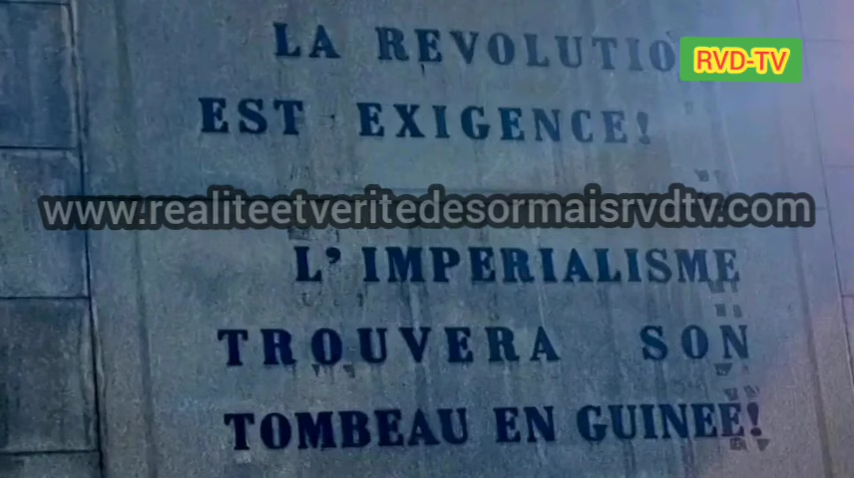 LA REVOLUTIO
RVD-TV
EST EXIGENCE!
www.realiteetveritedesormaisrvdtv.com
L'IMPERIALISME
TROUVERA SON
TOMBEAU EN GUINEE!